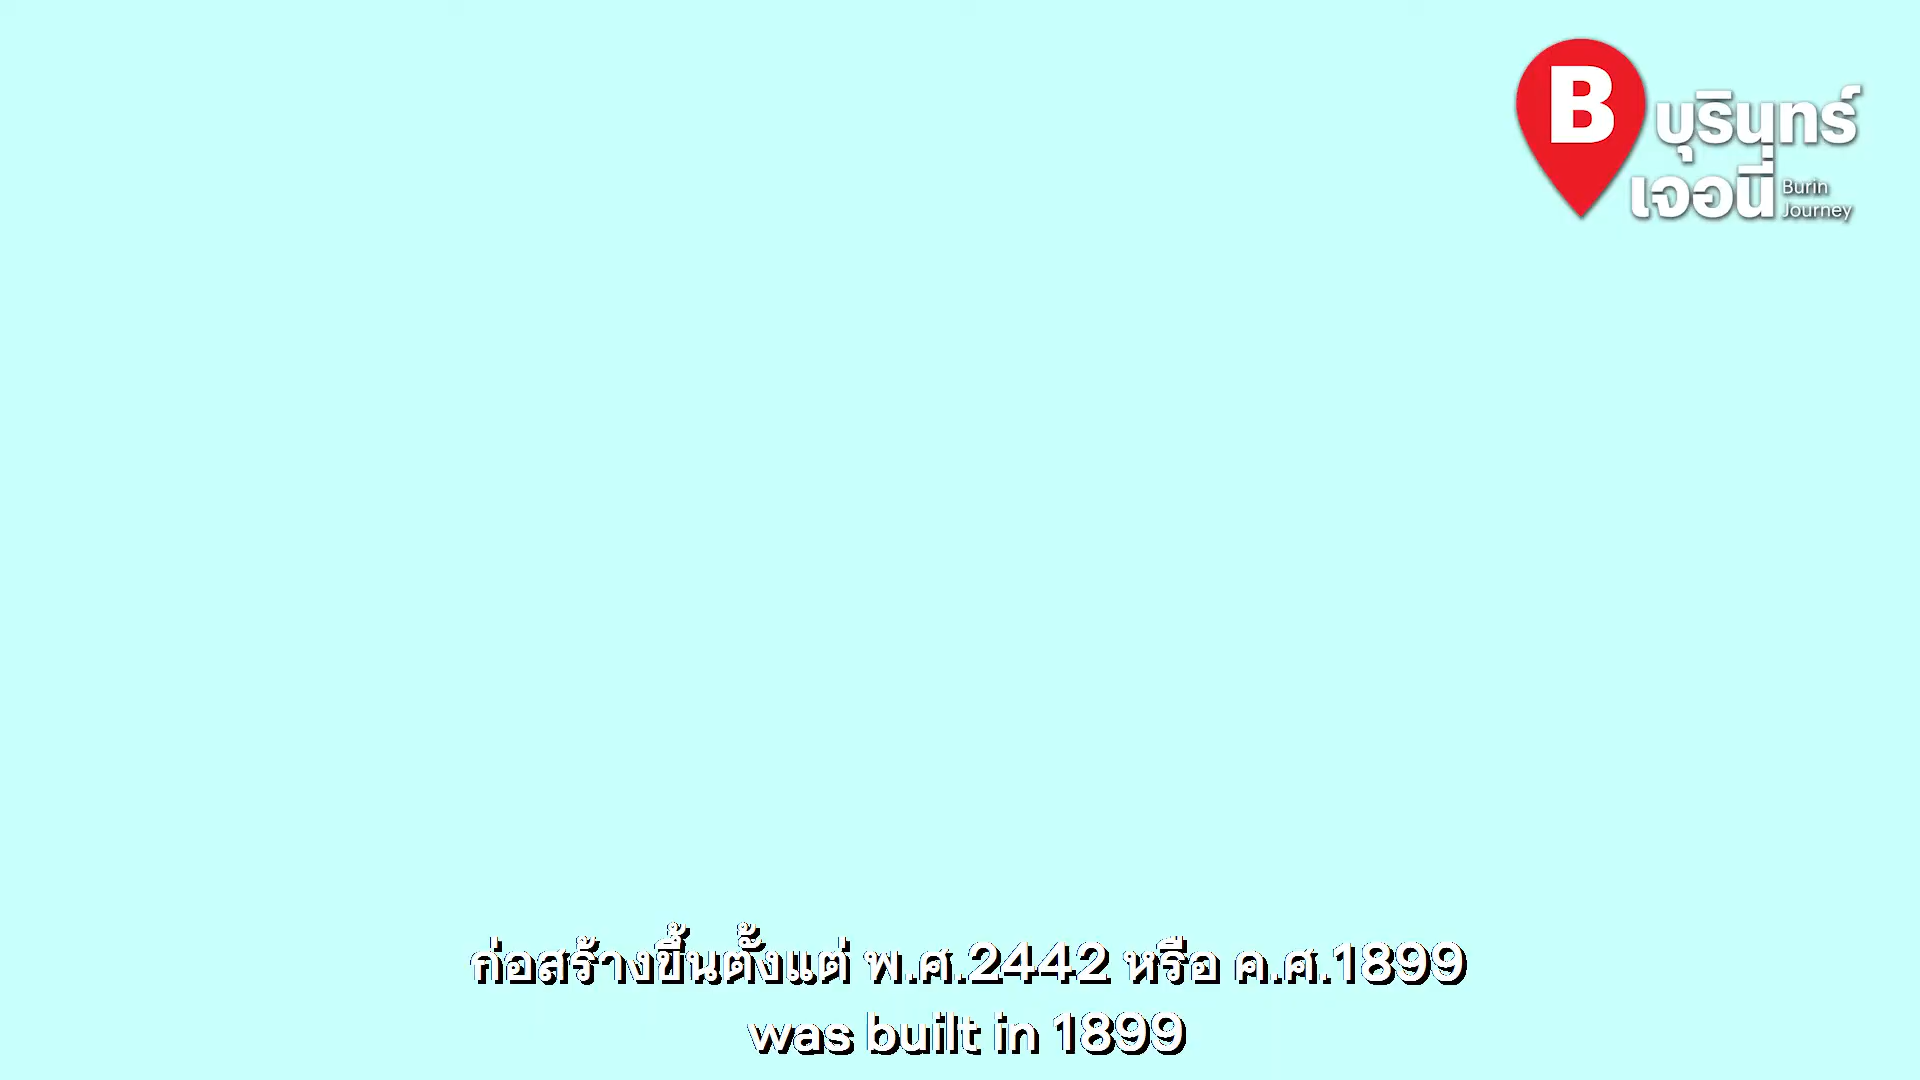 B
บุรินทร์
เจอนี่
Burin
Journey
ก่อสร้างขึ้นตั้งแต่ พ.ศ.2442 หรือ ค.ศ.1899
was built in 1899